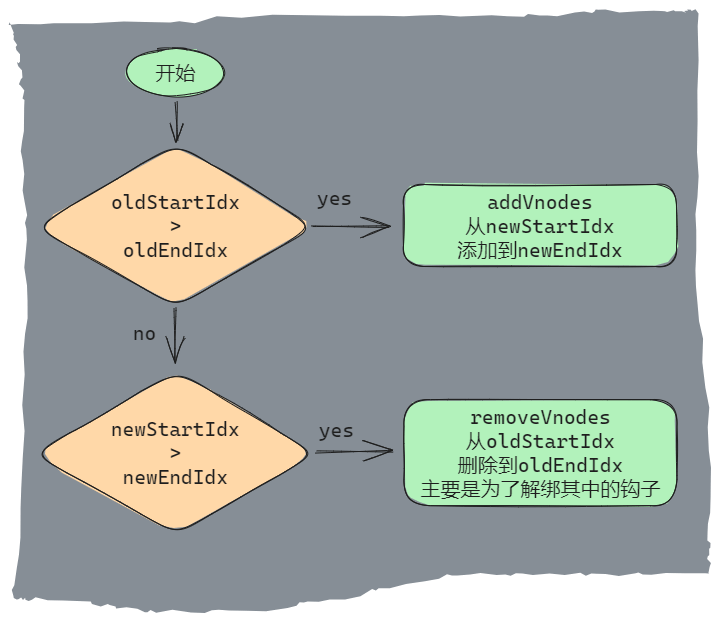 开始
oldStartIdx
>
oldEndIdx
yes
addVnodes
从newStartIdx
添加到newEndIdx
no
newStartIdx
>
newEndIdx
yes
removeVnodes
从oldStartIdx
删除到oldEndIdx
主要是为了解绑其中的钩子